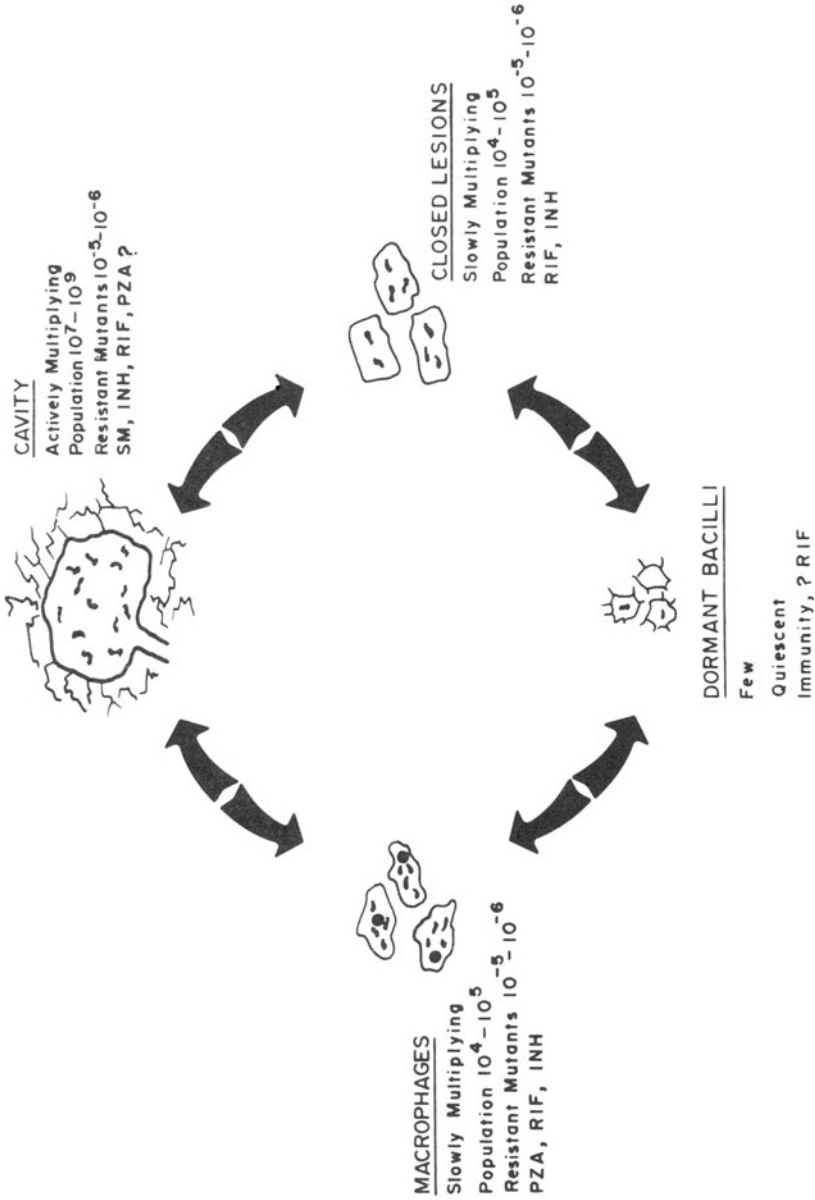 CAVITY
Actively Multiplying
Population 10⁷-10⁹
Resistant Mutants 10⁻⁵-10⁻⁶
SM, INH, RIF, PZA?
MACROPHAGES
Slowly Multiplying
Population 10⁴-10⁵
Resistant Mutants 10⁻⁵-10⁻⁶
PZA, RIF, INH
CLOSED LESIONS
Slowly Multiplying
Population 10⁴-10⁵
Resistant Mutants 10⁻⁵-10⁻⁶
RIF, INH
DORMANT BACILLI
Few
Quiescent
Immunity, ? RIF